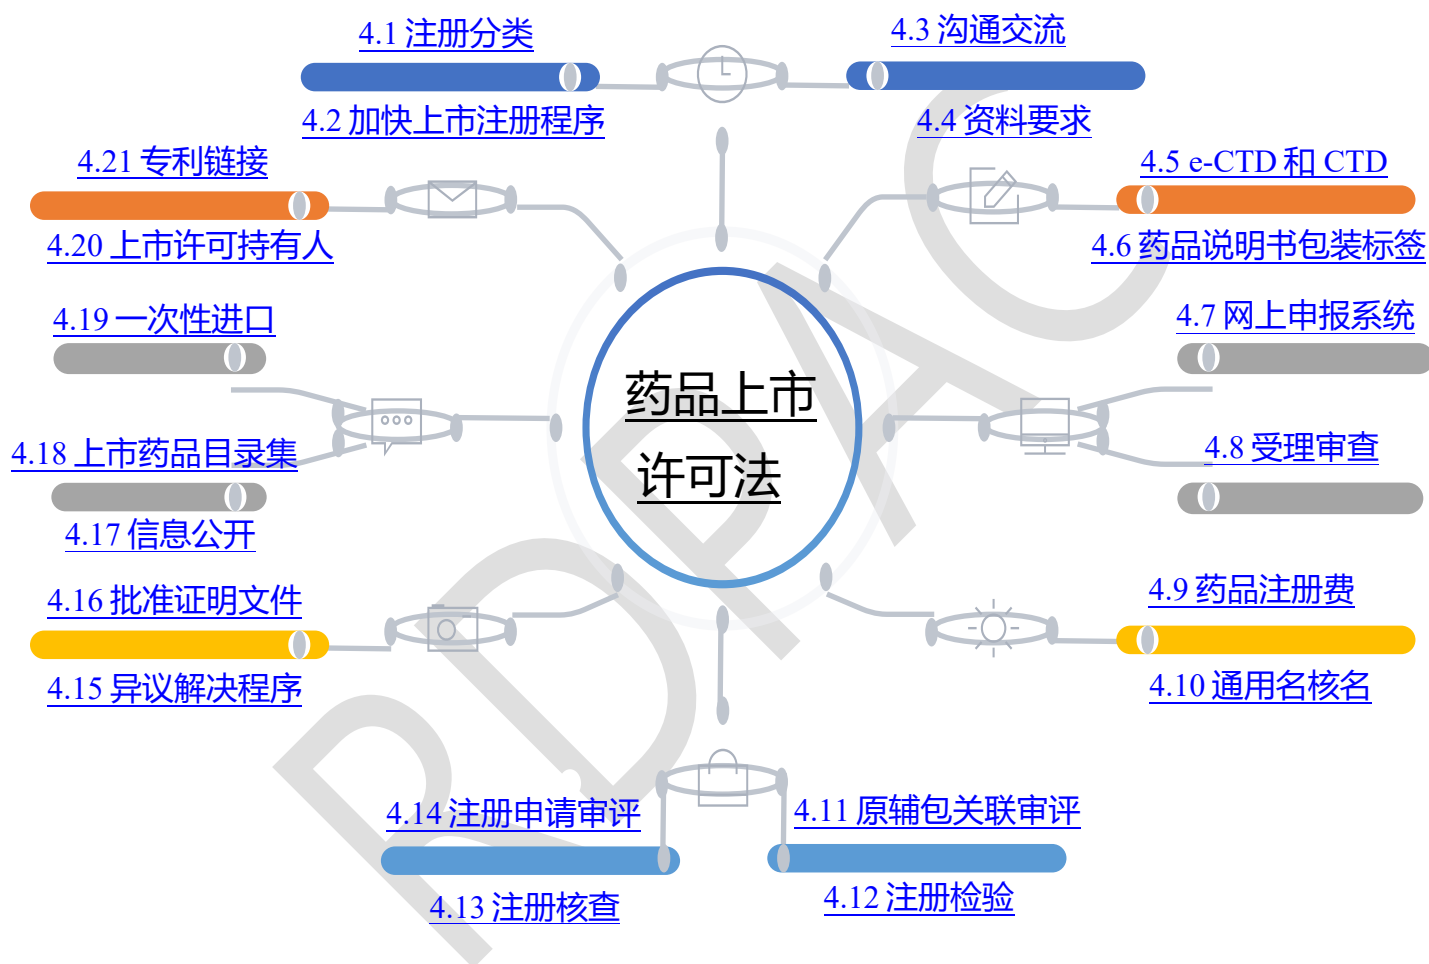 4.1 注册分类
4.2 加快上市注册程序
4.3 沟通交流
4.4 资料要求
4.5 e-CTD 和 CTD
4.6 药品说明书包装标签
4.7 网上申报系统
4.8 受理审查
4.9 药品注册费
4.10 通用名核名
4.11 原辅包关联审评
4.12 注册检验
4.13 注册核查
4.14 注册申请审评
4.15 异议解决程序
4.16 批准证明文件
4.17 信息公开
4.18 上市药品目录集
4.19 一次性进口
4.20 上市许可持有人
4.21 专利链接
药品上市
许可法
RDPAC